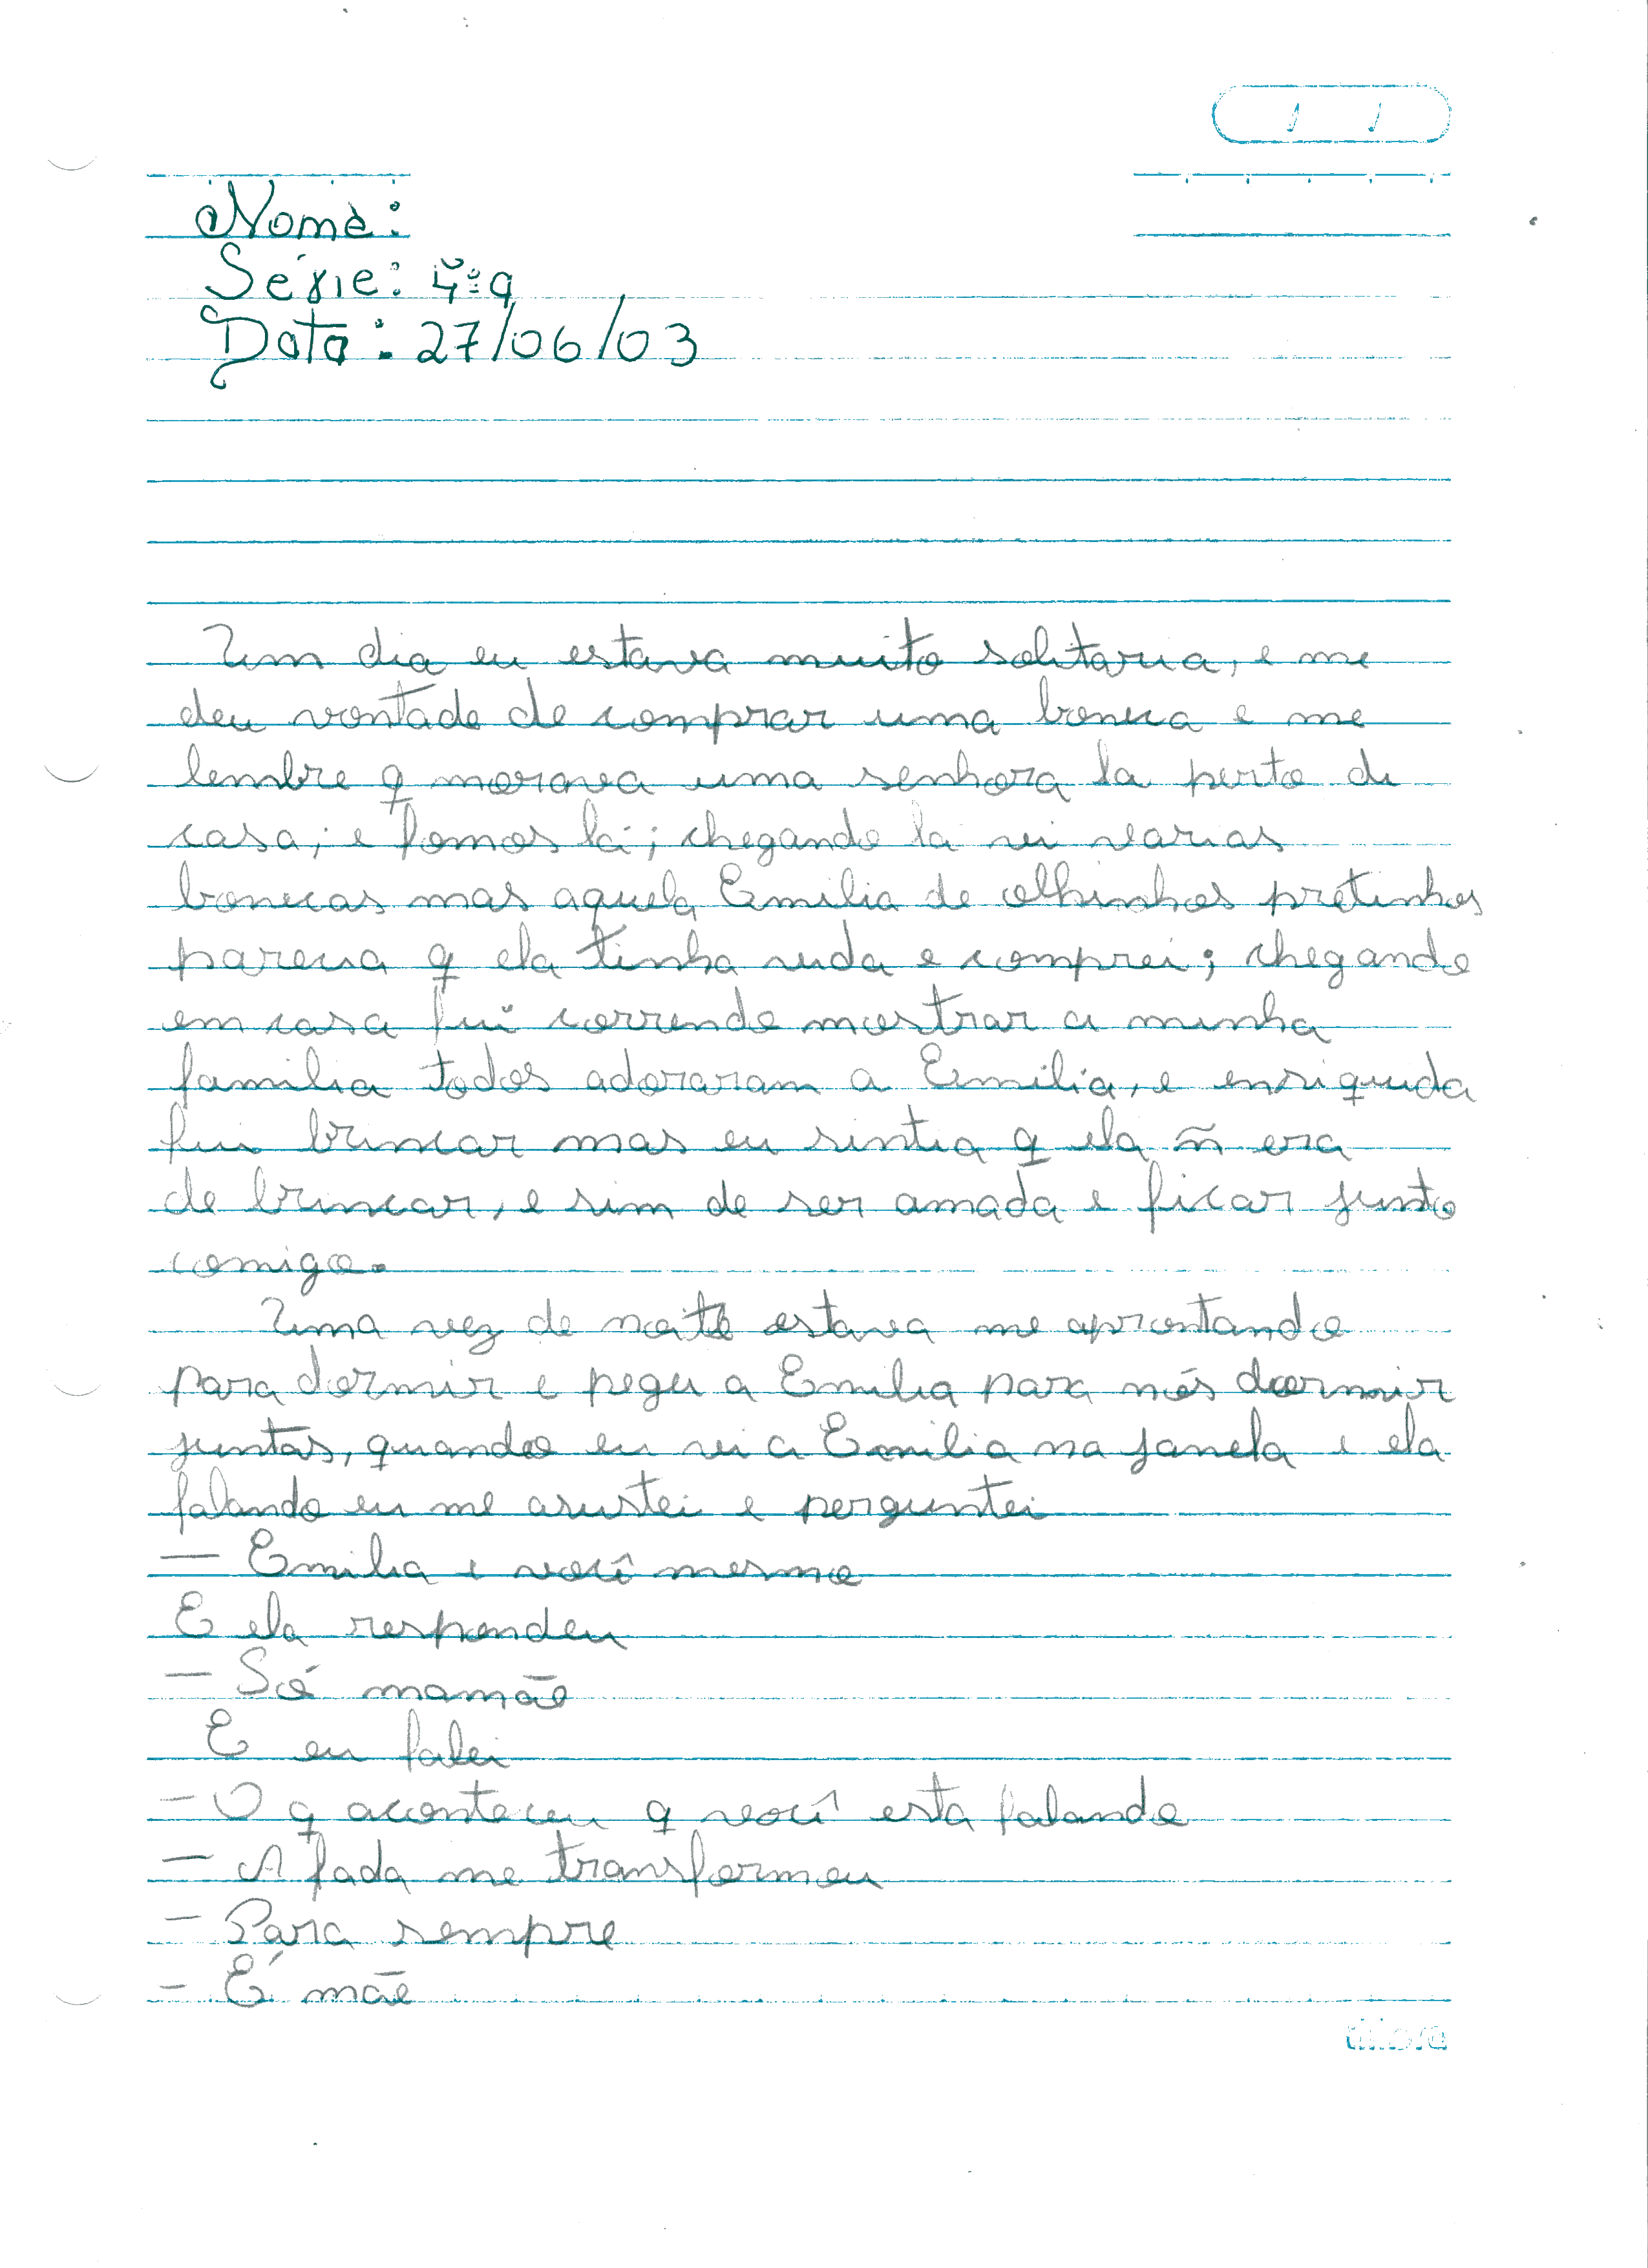 Nome:
Série: 4ªa
Data: 27/06/03
Um dia eu estava muito solitaria, e me
deu vontade de comprar uma boneca e me
lembre q morava uma senhora la perto de
casa; e fomos lá; chegando la vi varias
bonecas mas aquela Emilia de olhinhos pretinhos
parecia q ela tinha vida e comprei; chegando
em casa fui correndo mostrar a minha
familia todos adoraram a Emilia, e ensiguida
fui brincar mas eu sintia q ela ñ era
de brincar, e sim de ser amada e ficar junto
comigo.
Uma vez de noite estava me aprontando
para dormir e pegu a Emilia para nós dormir
juntas, quando eu vi a Emilia na janela e ela
falando eu me asustei e perguntei
— Emilia e você mesmo
E ela respondeu
— Só mamãe
E eu falei
— O q aconteceu q você esta falando
— A fada me transformou
— Para sempre
— É mãe
tilibra